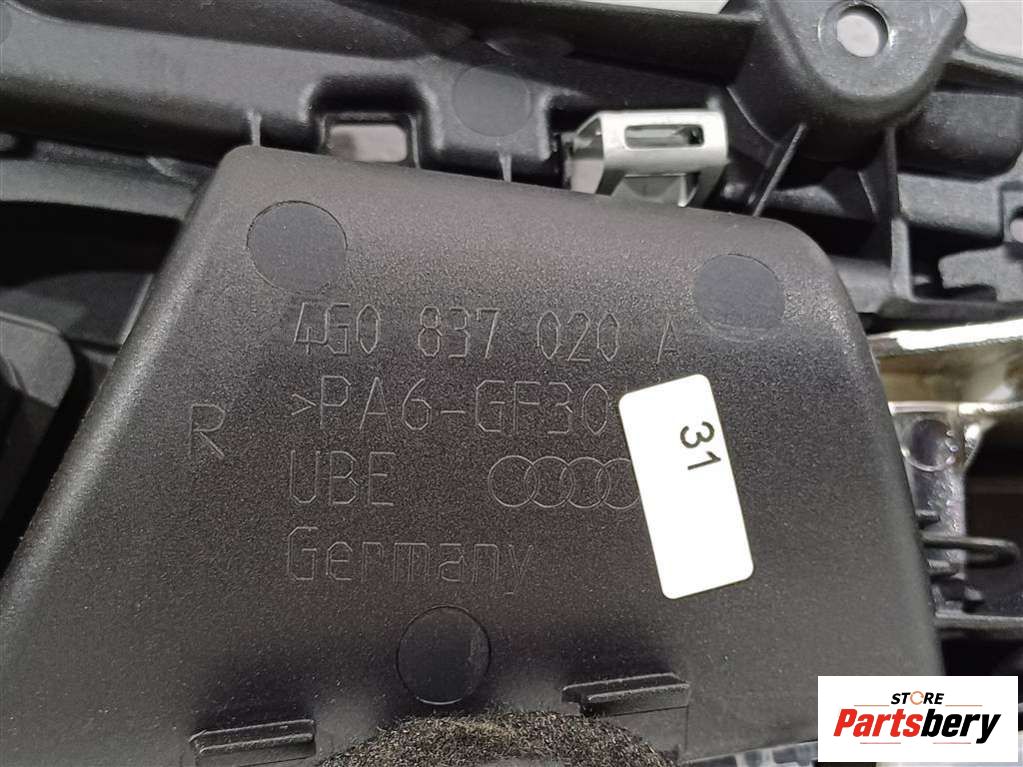 4G0 837 020 A
>PA6-GF30
R
UBE
Germany
31
STORE
Partsbery